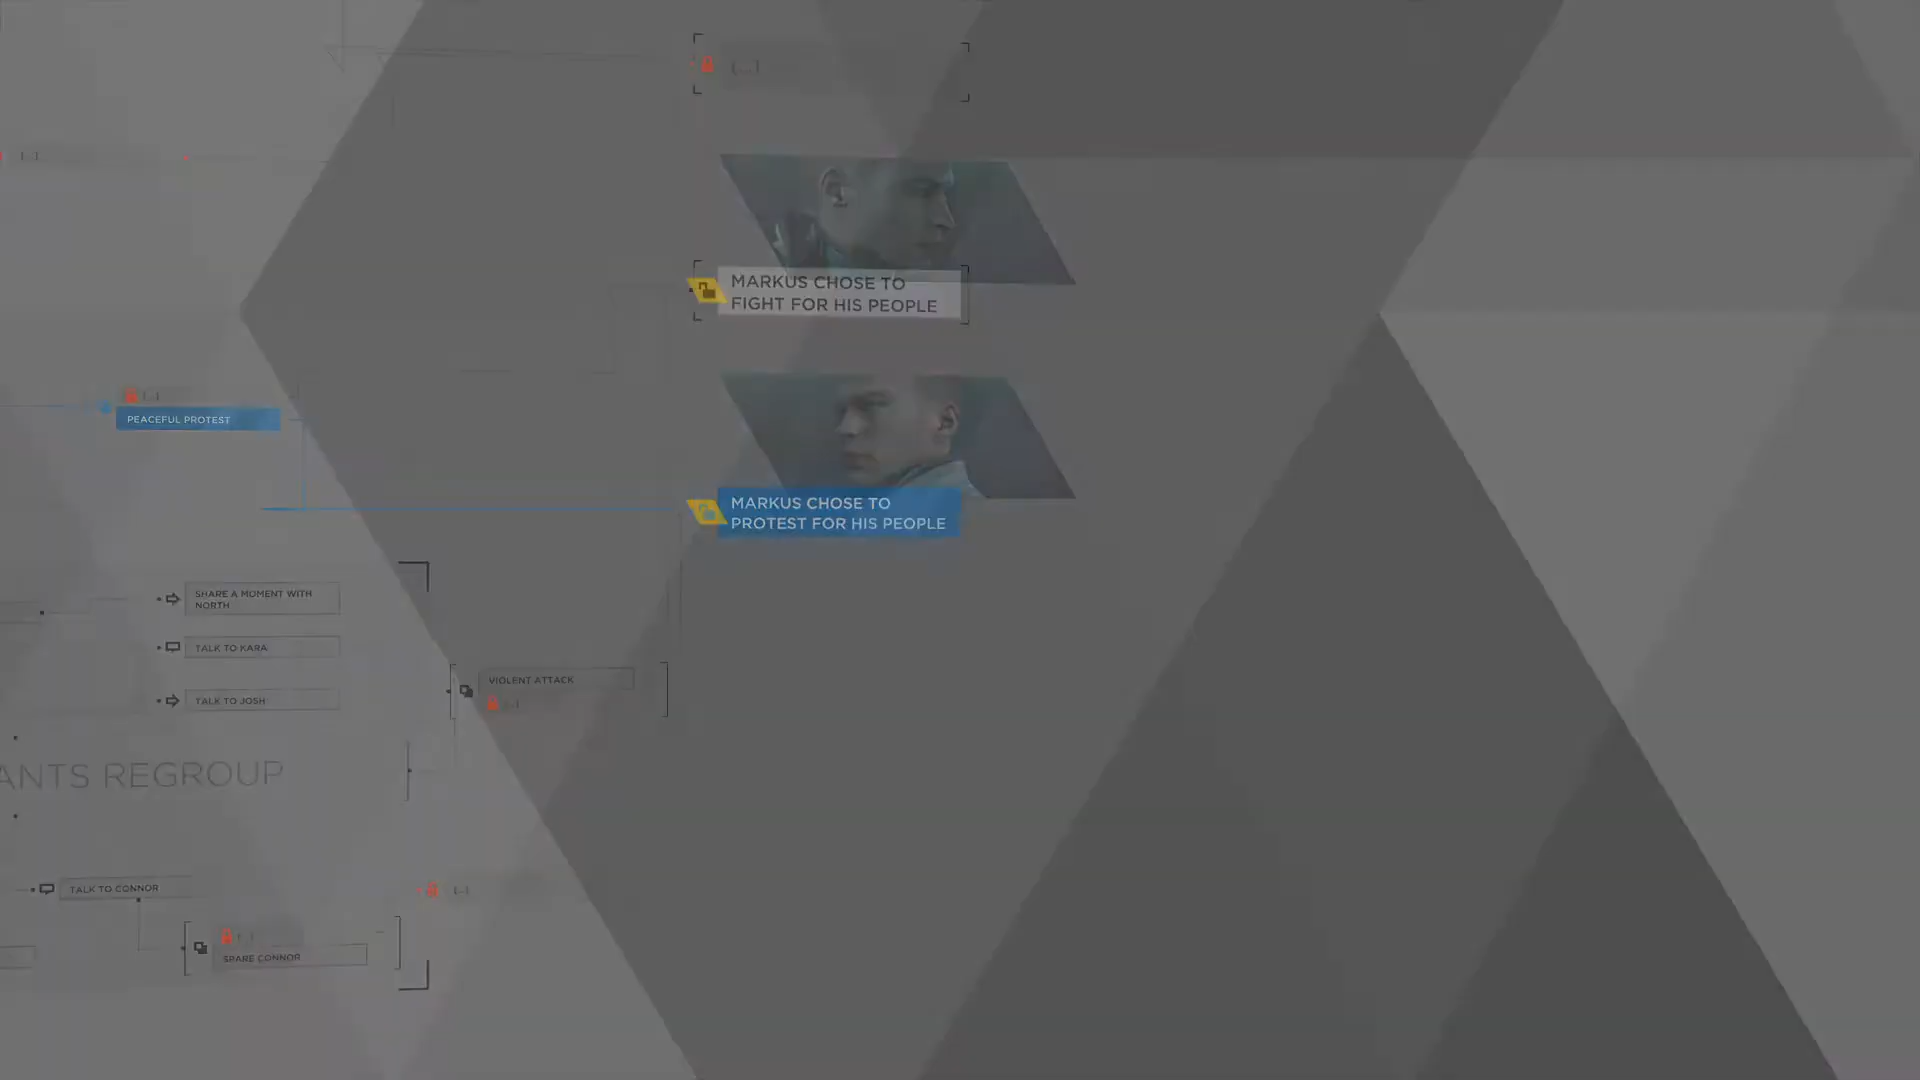 [...]
[...]
MARKUS CHOSE TO
FIGHT FOR HIS PEOPLE
[...]
PEACEFUL PROTEST
MARKUS CHOSE TO
PROTEST FOR HIS PEOPLE
SHARE A MOMENT WITH
NORTH
TALK TO KARA
VIOLENT ATTACK
[...]
TALK TO JOSH
ANTS REGROUP
TALK TO CONNOR
[...]
[...]
SPARE CONNOR